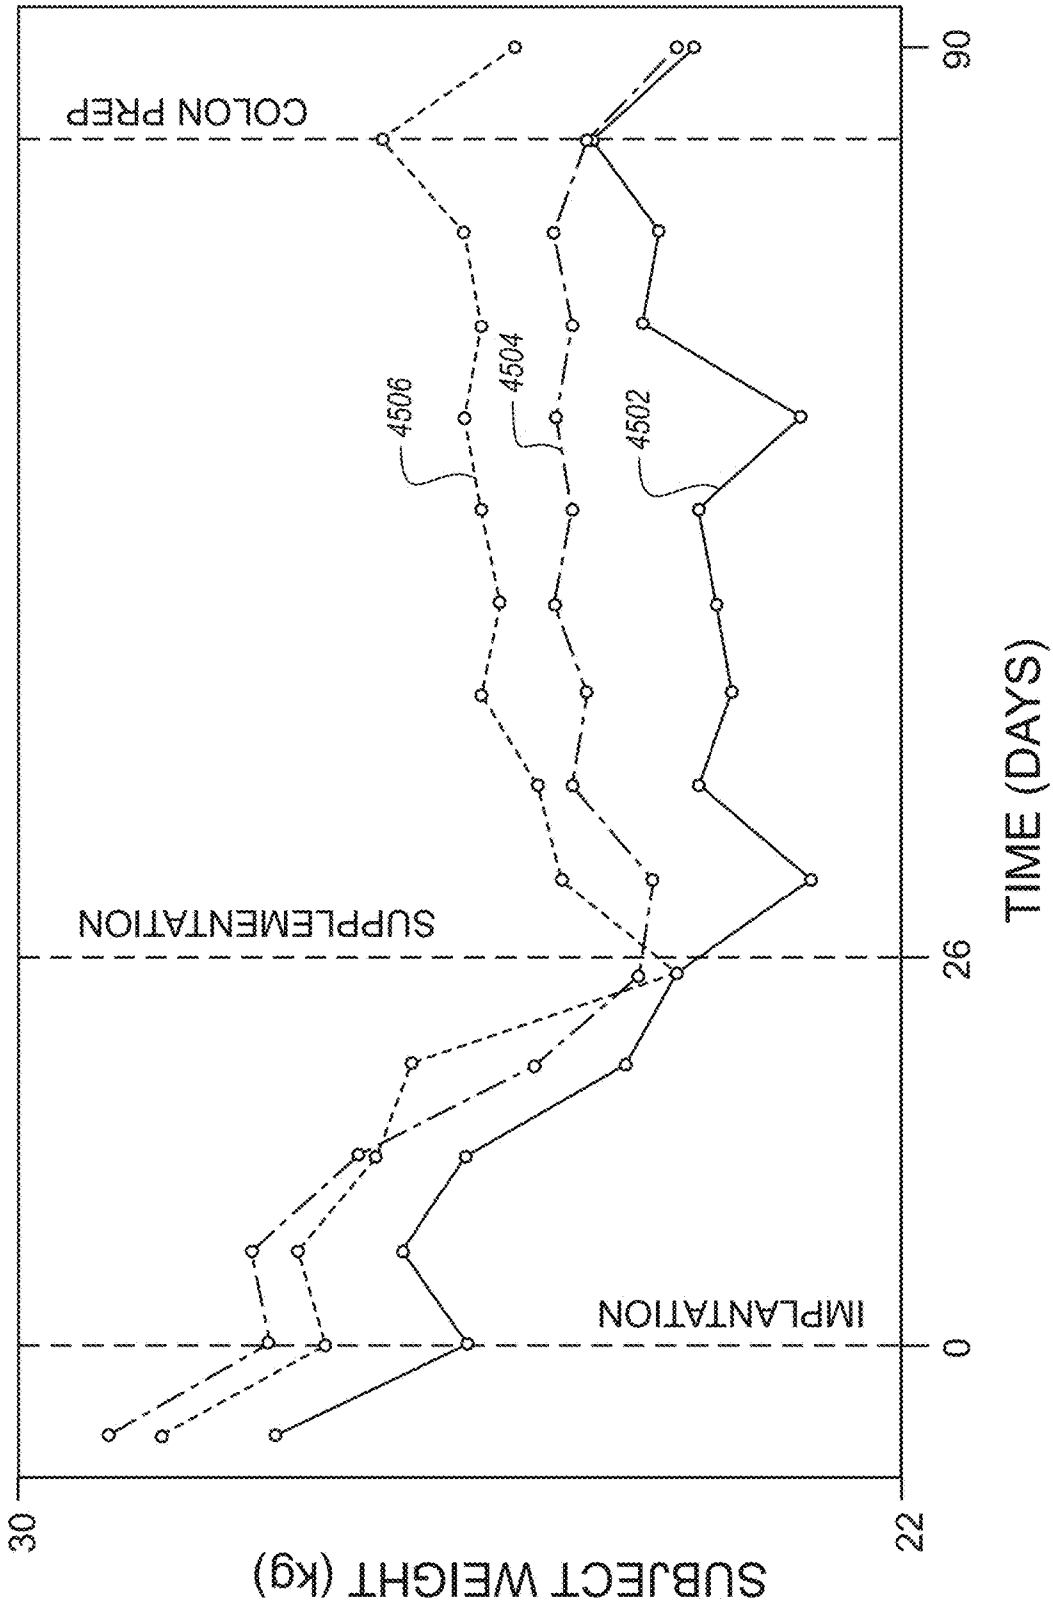 SUBJECT WEIGHT (kg)
30
22
IMPLANTATION
SUPPLEMENTATION
COLON PREP
4506
4504
4502
0
26
90
TIME (DAYS)